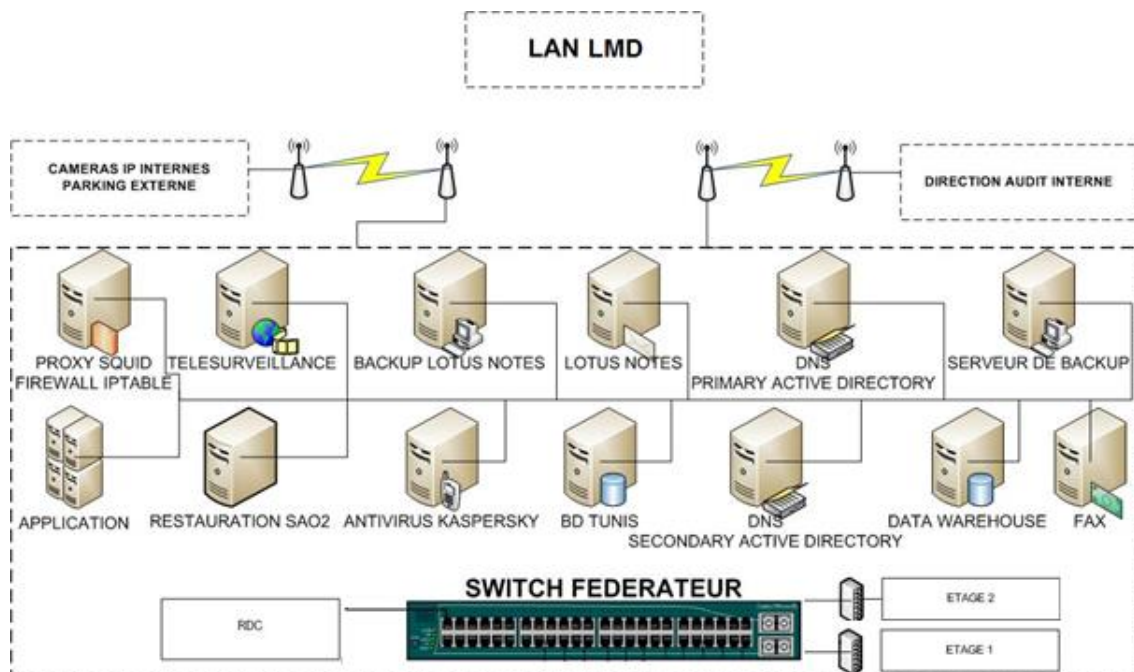 LAN LMD
CAMERAS IP INTERNES
PARKING EXTERNE
DIRECTION AUDIT INTERNE
PROXY SQUID
FIREWALL IPTABLE
TELESURVEILLANCE
BACKUP LOTUS NOTES
LOTUS NOTES
DNS
PRIMARY ACTIVE DIRECTORY
SERVEUR DE BACKUP
APPLICATION
RESTAURATION SAO2
ANTIVIRUS KASPERSKY
BD TUNIS
DNS
SECONDARY ACTIVE DIRECTORY
DATA WAREHOUSE
FAX
SWITCH FEDERATEUR
RDC
ETAGE 2
ETAGE 1